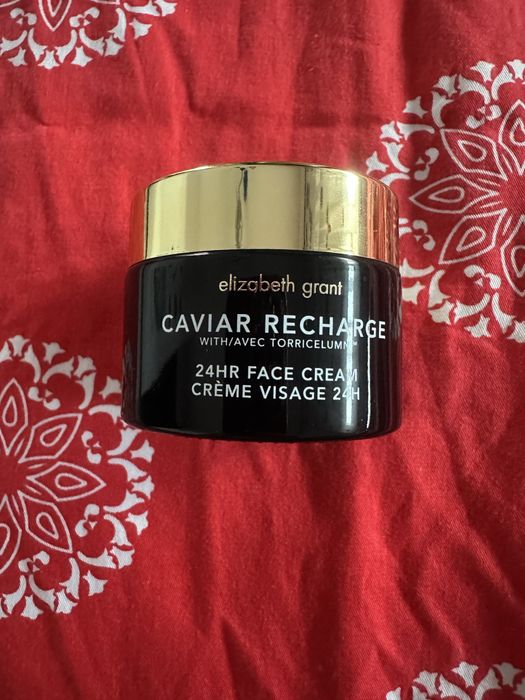 elizabeth grant
CAVIAR RECHARGE
WITH/AVEC TORRICELUMN™
24HR FACE CREAM
CRÈME VISAGE 24H